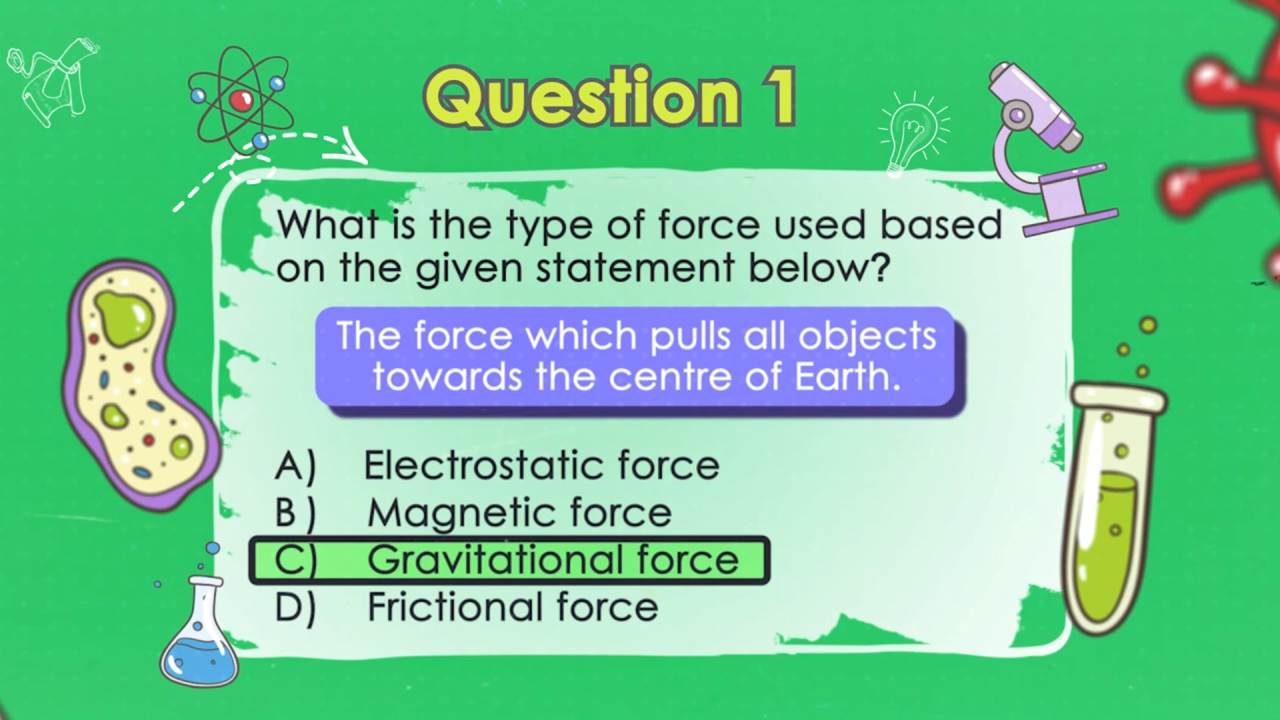 Question 1
What is the type of force used based
on the given statement below?
The force which pulls all objects
towards the centre of Earth.
A) Electrostatic force
B) Magnetic force
C) Gravitational force
D) Frictional force